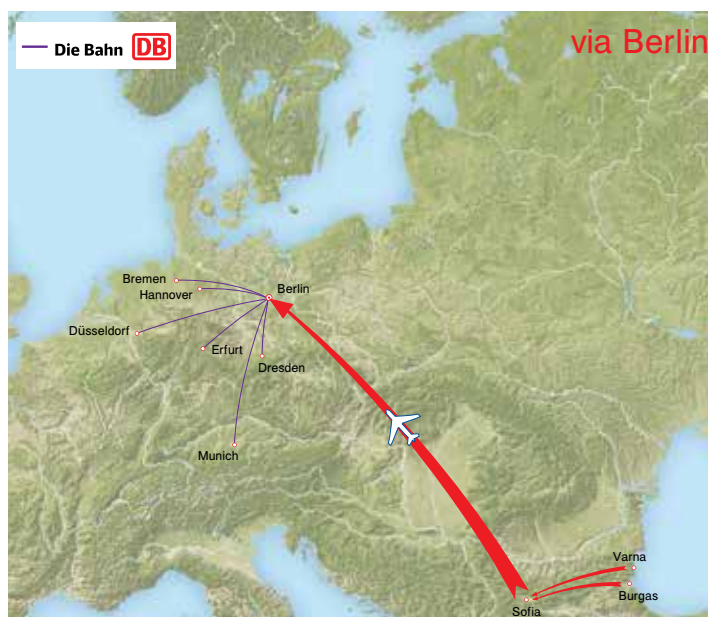 Die Bahn DB
via Berlin
Bremen
Hannover
Berlin
Düsseldorf
Erfurt
Dresden
Munich
Varna
Burgas
Sofia